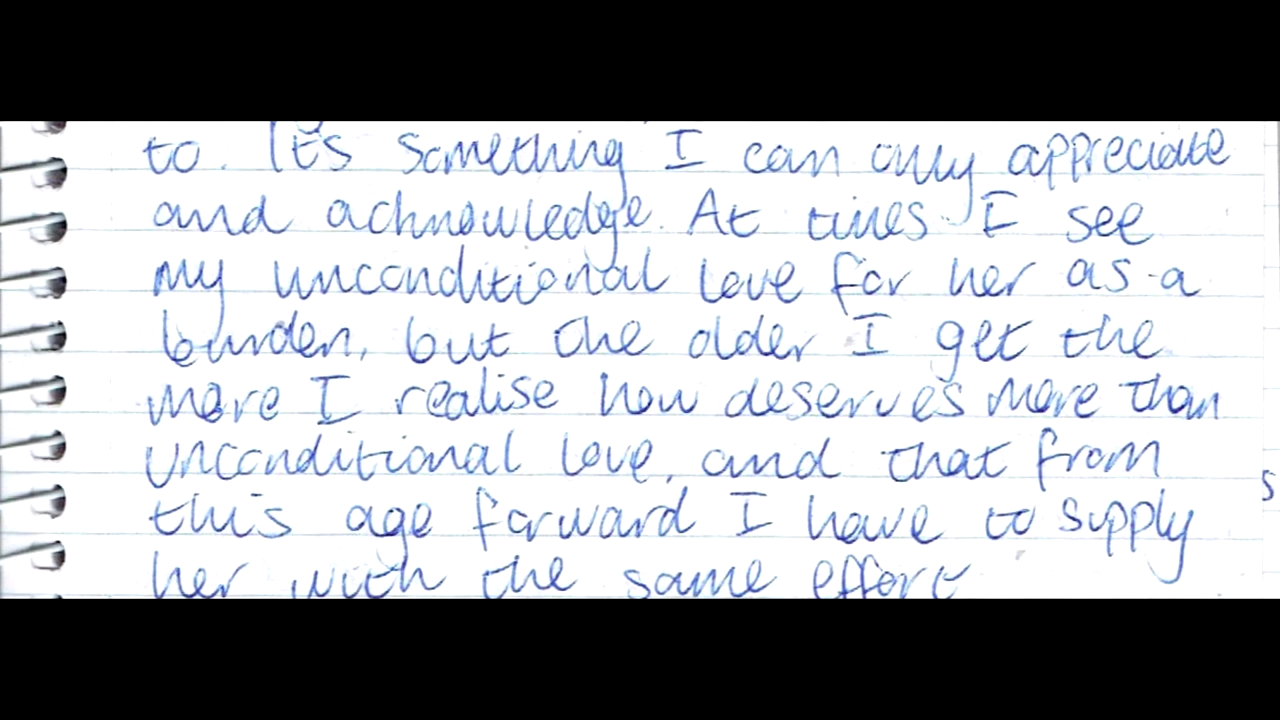 to. It's something I can only appreciate
and acknowledge. At times I see
my unconditional love for her as a
burden, but the older I get the
more I realise how deserves more than
unconditional love, and that from
this age forward I have to supply
her with the same effort
s